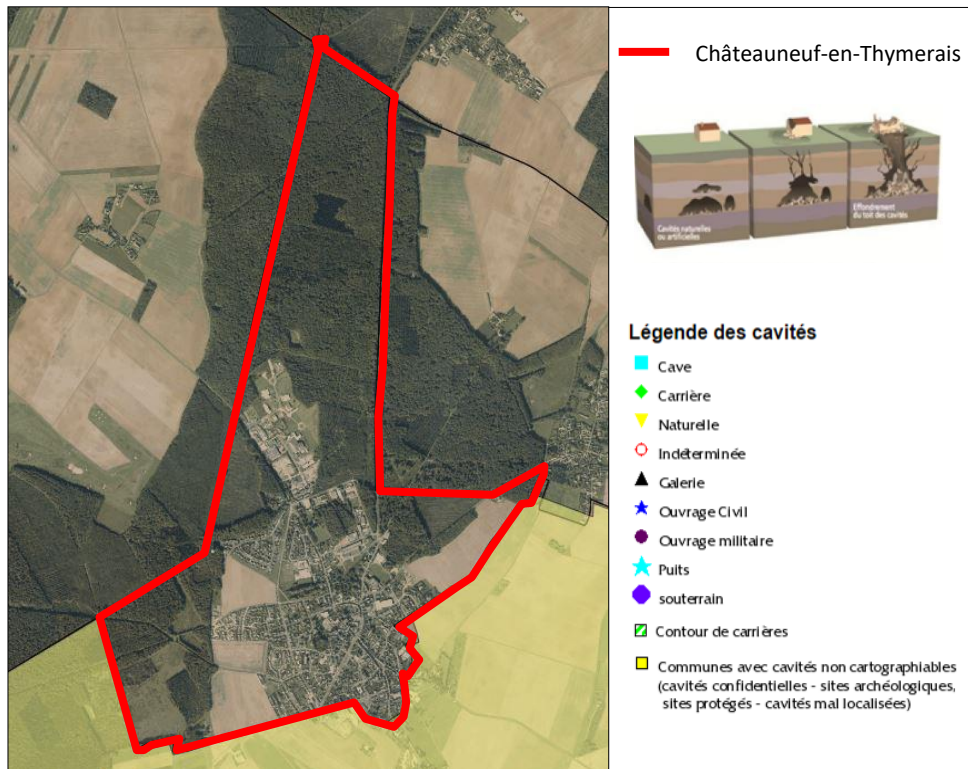 Châteauneuf-en-Thymerais
Cavités naturelles
ou artificielles
Effondrement
du toit des cavités
Légende des cavités
Cave
Carrière
Naturelle
Indéterminée
Galerie
Ouvrage Civil
Ouvrage militaire
Puits
souterrain
Contour de carrières
Communes avec cavités non cartographiables
(cavités confidentielles - sites archéologiques,
sites protégés - cavités mal localisées)